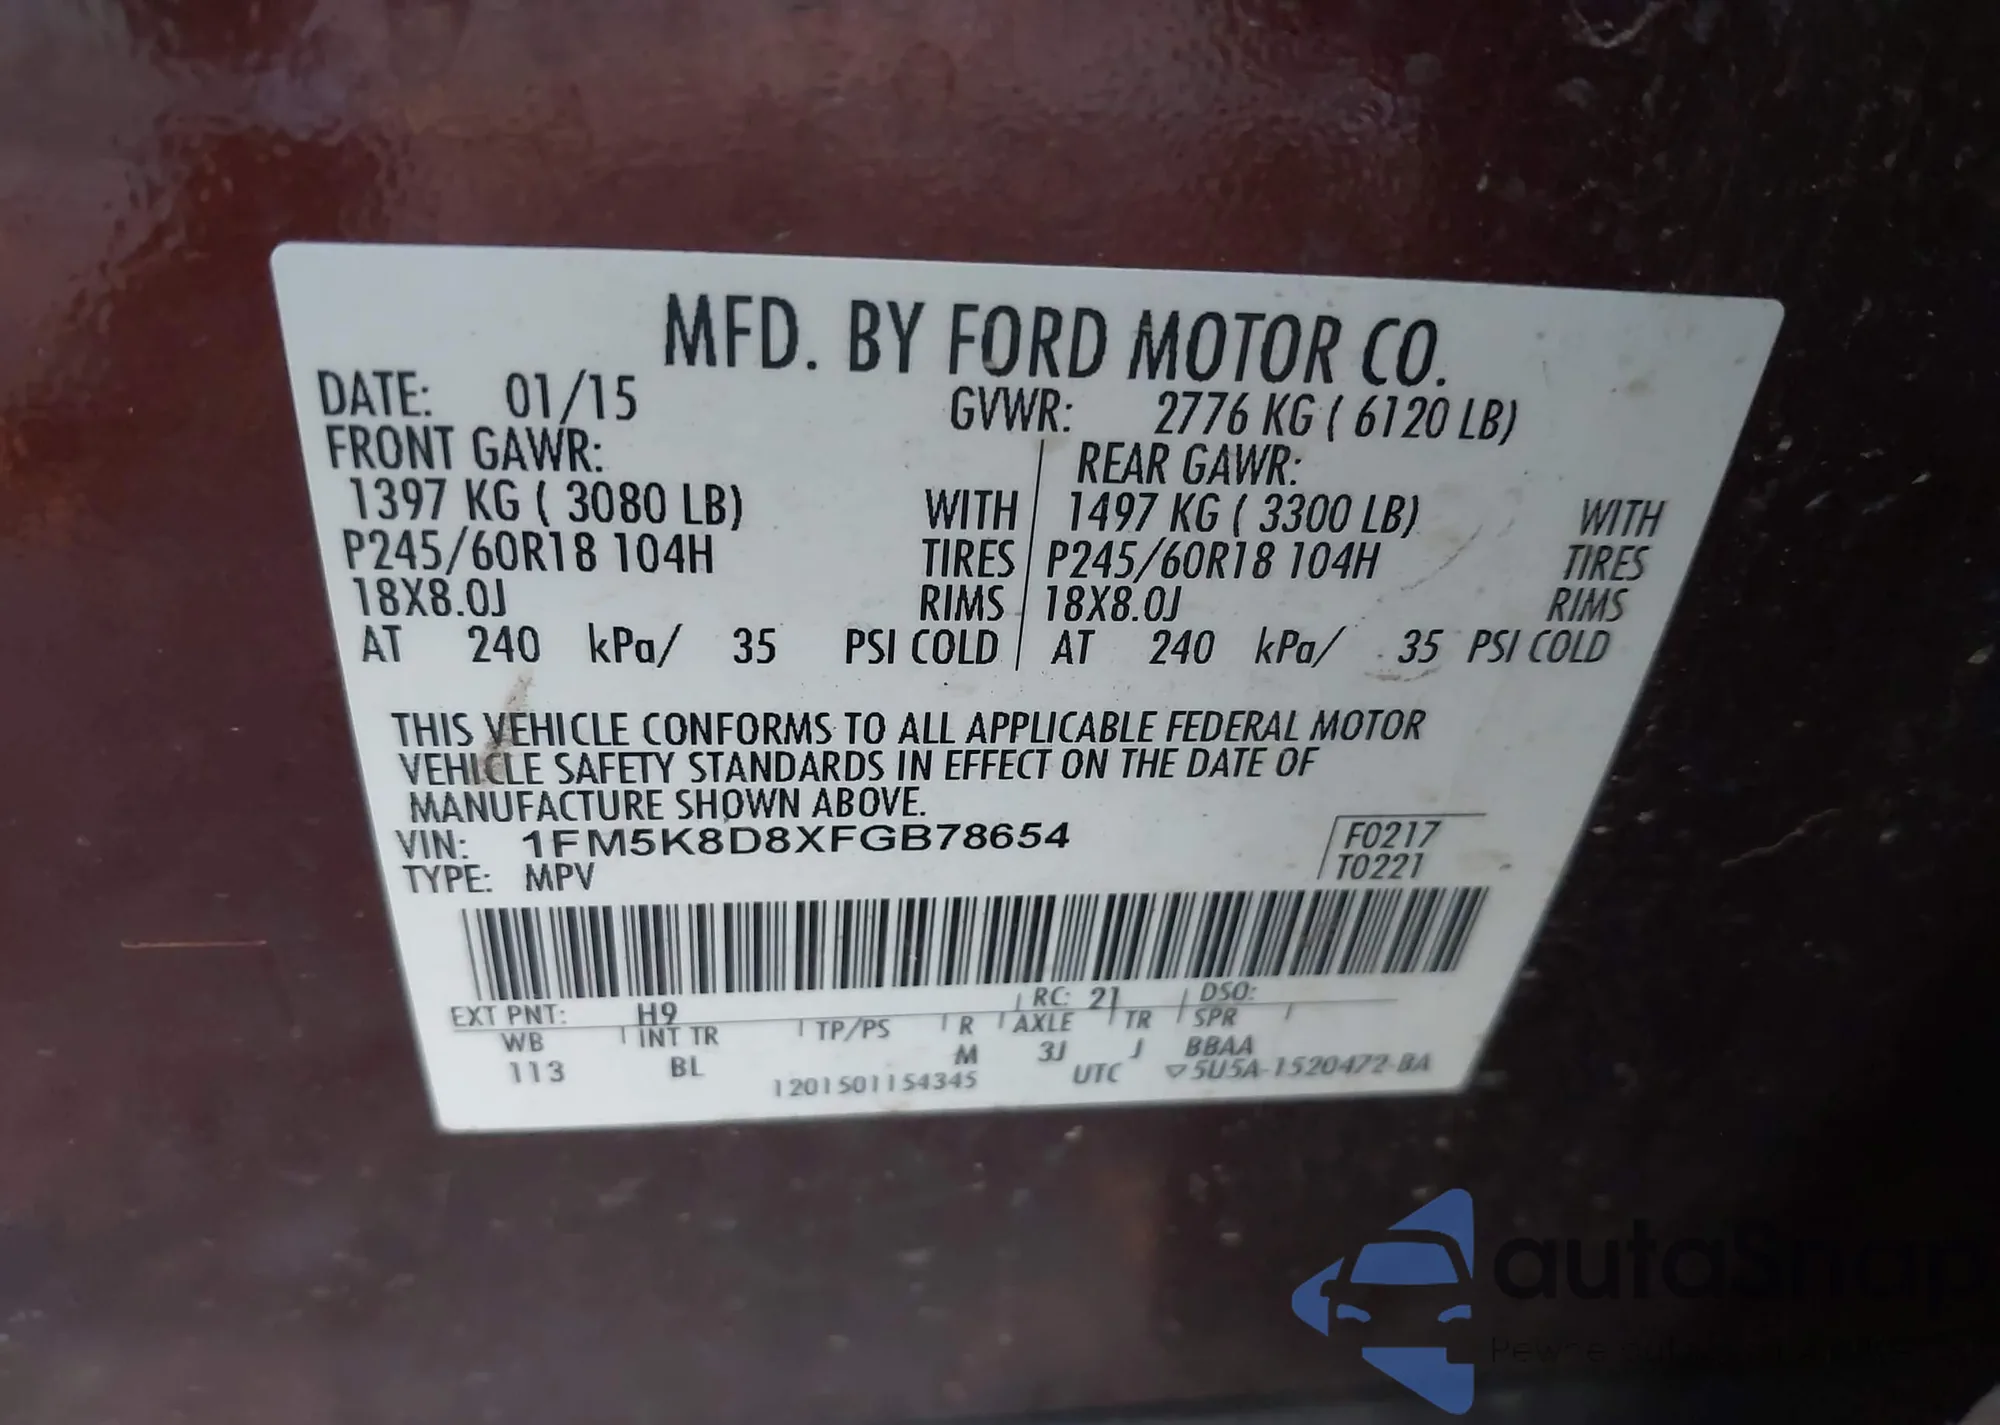 MFD. BY FORD MOTOR CO.
DATE: 01/15 GVWR: 2776 KG ( 6120 LB)
FRONT GAWR: REAR GAWR:
1397 KG ( 3080 LB) WITH 1497 KG ( 3300 LB) WITH
P245/60R18 104H TIRES P245/60R18 104H TIRES
18X8.0J RIMS 18X8.0J RIMS
AT 240 kPa/ 35 PSI COLD AT 240 kPa/ 35 PSI COLD
THIS VEHICLE CONFORMS TO ALL APPLICABLE FEDERAL MOTOR
VEHICLE SAFETY STANDARDS IN EFFECT ON THE DATE OF
MANUFACTURE SHOWN ABOVE.
VIN: 1FM5K8D8XFGB78654 F0217
TYPE: MPV T0221
EXT PNT: H9 RC: 21 DSO:
WB INT TR TP/PS R AXLE TR SPR
113 BL M 3J J BBAA
1201501154345 UTC ▽5U5A-1520472-BA
autoSnap